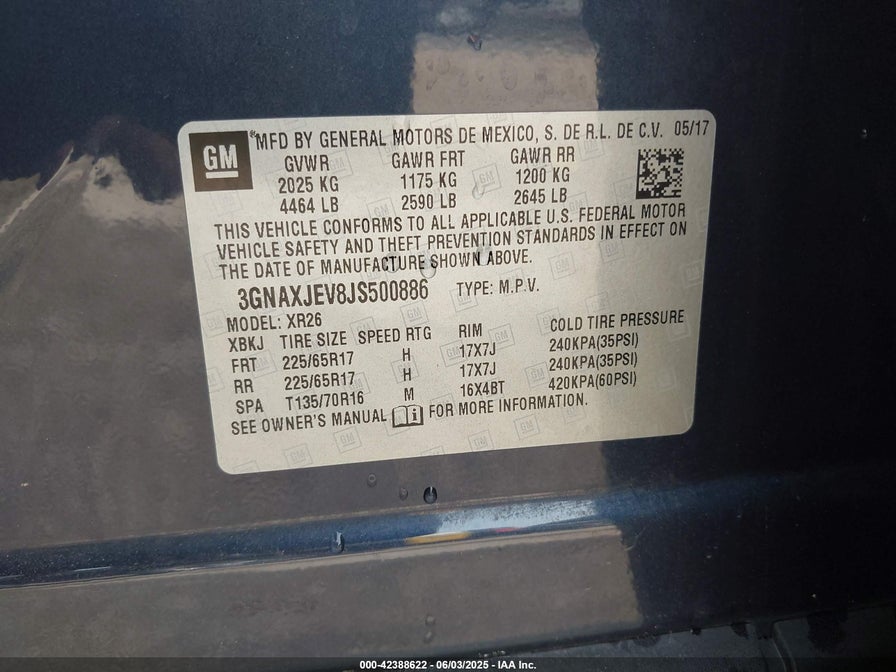 GM
®MFD BY GENERAL MOTORS DE MEXICO, S. DE R.L. DE C.V. 05/17
GVWR GAWR FRT GAWR RR
2025 KG 1175 KG 1200 KG
4464 LB 2590 LB 2645 LB
THIS VEHICLE CONFORMS TO ALL APPLICABLE U.S. FEDERAL MOTOR
VEHICLE SAFETY AND THEFT PREVENTION STANDARDS IN EFFECT ON
THE DATE OF MANUFACTURE SHOWN ABOVE.
3GNAXJEV8JS500886 TYPE: M.P.V.
MODEL: XR26
XBKJ TIRE SIZE SPEED RTG RIM COLD TIRE PRESSURE
FRT 225/65R17 H 17X7J 240KPA(35PSI)
RR 225/65R17 H 17X7J 240KPA(35PSI)
SPA T135/70R16 M 16X4BT 420KPA(60PSI)
SEE OWNER'S MANUAL FOR MORE INFORMATION.
000-42388622 - 06/03/2025 - IAA Inc.